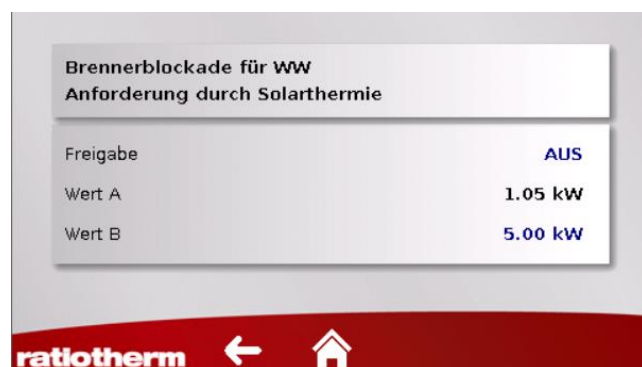 Brennerblockade für WW
Anforderung durch Solarthermie
Freigabe AUS
Wert A 1.05 kW
Wert B 5.00 kW
ratiotherm